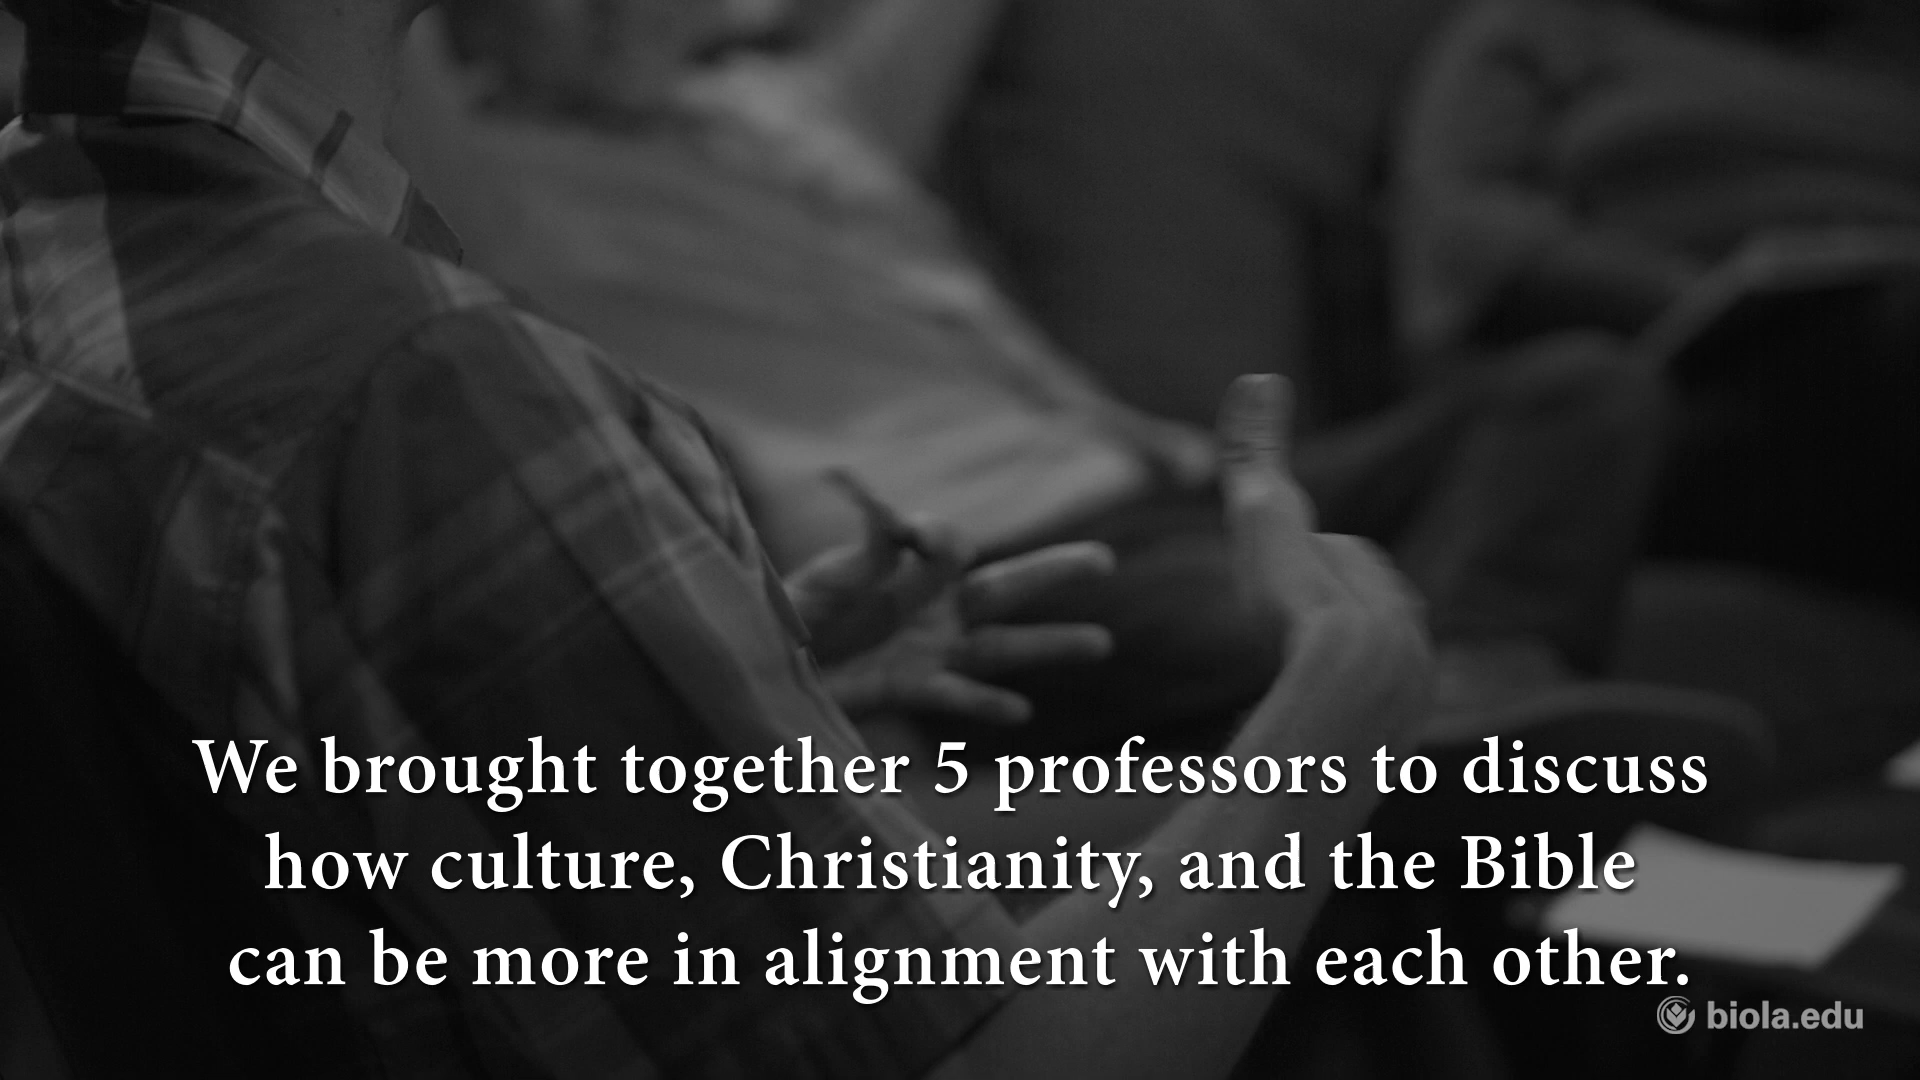 We brought together 5 professors to discuss
how culture, Christianity, and the Bible
can be more in alignment with each other.
biola.edu